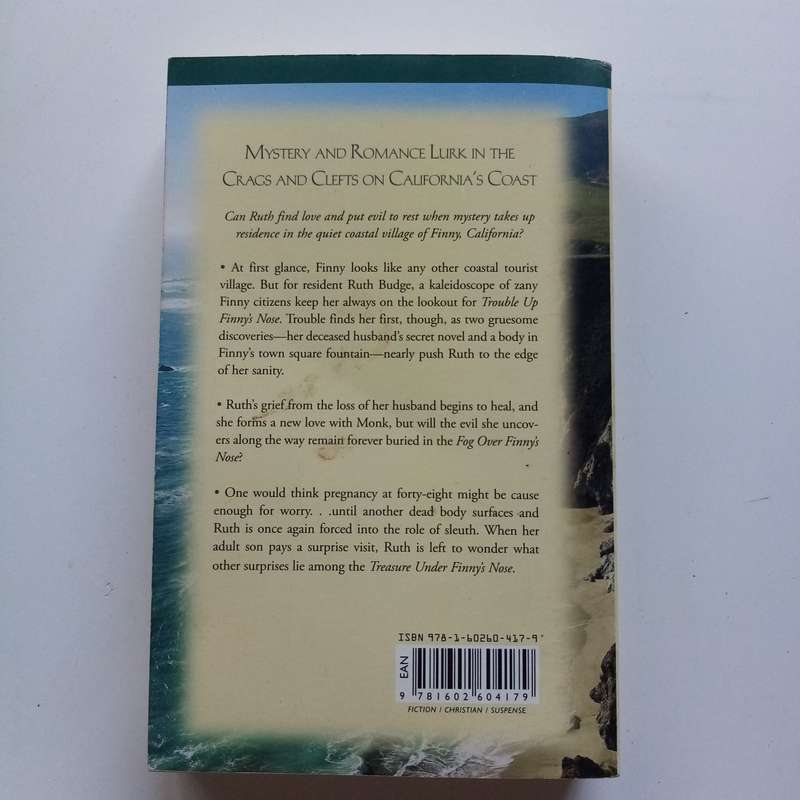 MYSTERY AND ROMANCE LURK IN THE
CRAGS AND CLEFTS ON CALIFORNIA'S COAST
Can Ruth find love and put evil to rest when mystery takes up
residence in the quiet coastal village of Finny, California?
• At first glance, Finny looks like any other coastal tourist
village. But for resident Ruth Budge, a kaleidoscope of zany
Finny citizens keep her always on the lookout for Trouble Up
Finny's Nose. Trouble finds her first, though, as two gruesome
discoveries—her deceased husband's secret novel and a body in
Finny's town square fountain—nearly push Ruth to the edge
of her sanity.
• Ruth's grief from the loss of her husband begins to heal, and
she forms a new love with Monk, but will the evil she uncov-
ers along the way remain forever buried in the Fog Over Finny's
Nose?
• One would think pregnancy at forty-eight might be cause
enough for worry. . .until another dead body surfaces and
Ruth is once again forced into the role of sleuth. When her
adult son pays a surprise visit, Ruth is left to wonder what
other surprises lie among the Treasure Under Finny's Nose.
ISBN 978-1-60260-417-9
EAN
9 781602 604179
FICTION / CHRISTIAN / SUSPENSE